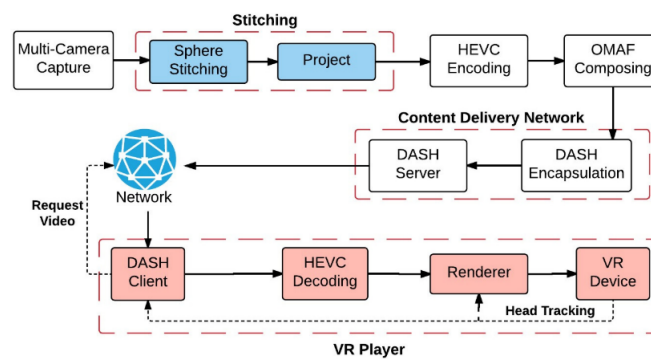 Stitching
Multi-Camera
Capture
Sphere
Stitching
Project
HEVC
Encoding
OMAF
Composing
Content Delivery Network
DASH
Server
DASH
Encapsulation
Network
Request
Video
DASH
Client
HEVC
Decoding
Renderer
VR
Device
Head Tracking
VR Player